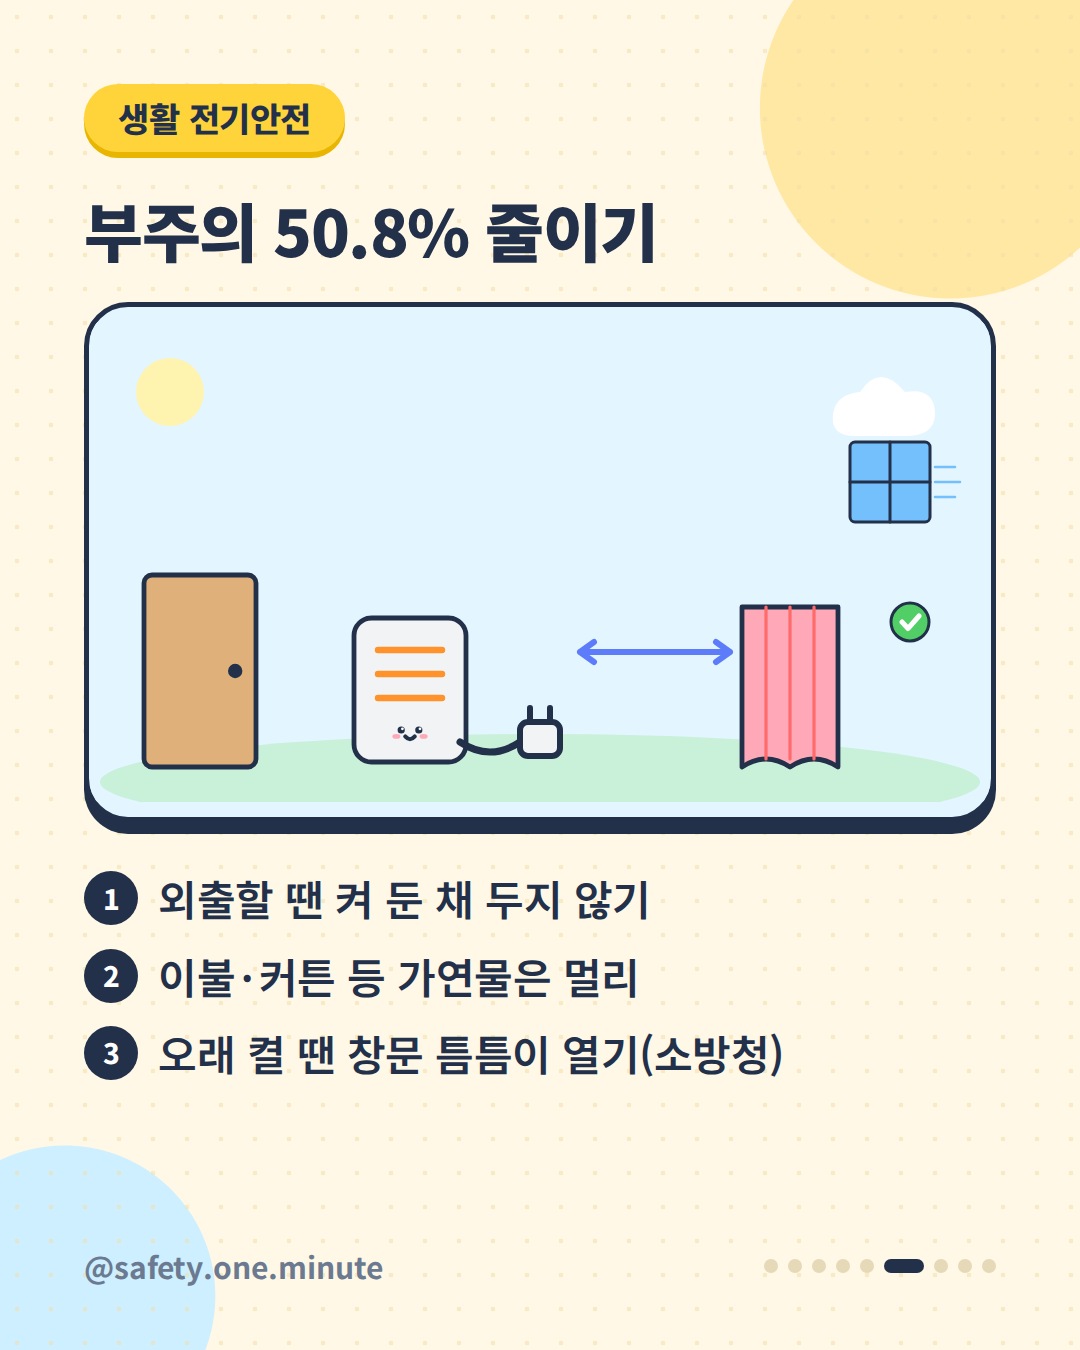 생활 전기안전
부주의 50.8% 줄이기
1 외출할 땐 켜 둔 채 두지 않기
2 이불·커튼 등 가연물은 멀리
3 오래 켤 땐 창문 틈틈이 열기(소방청)
@safety.one.minute